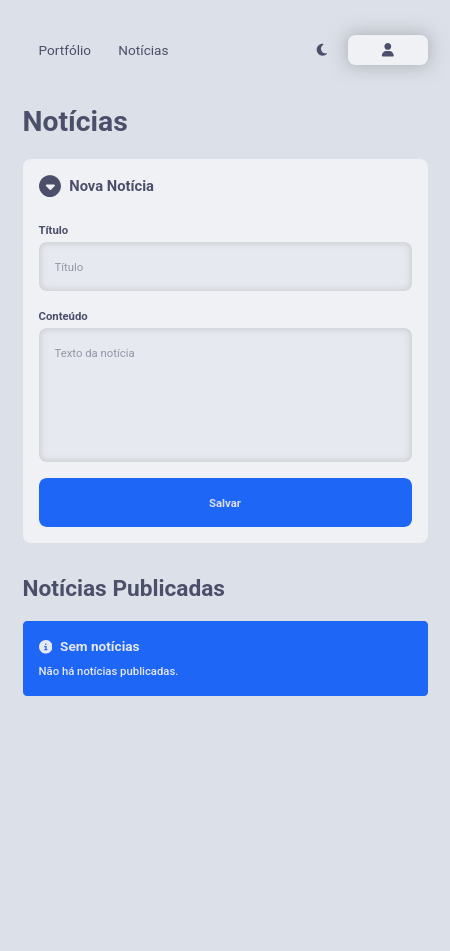 Portfólio Notícias
Notícias
Nova Notícia
Título
Título
Conteúdo
Texto da notícia
Salvar
Notícias Publicadas
Sem notícias
Não há notícias publicadas.